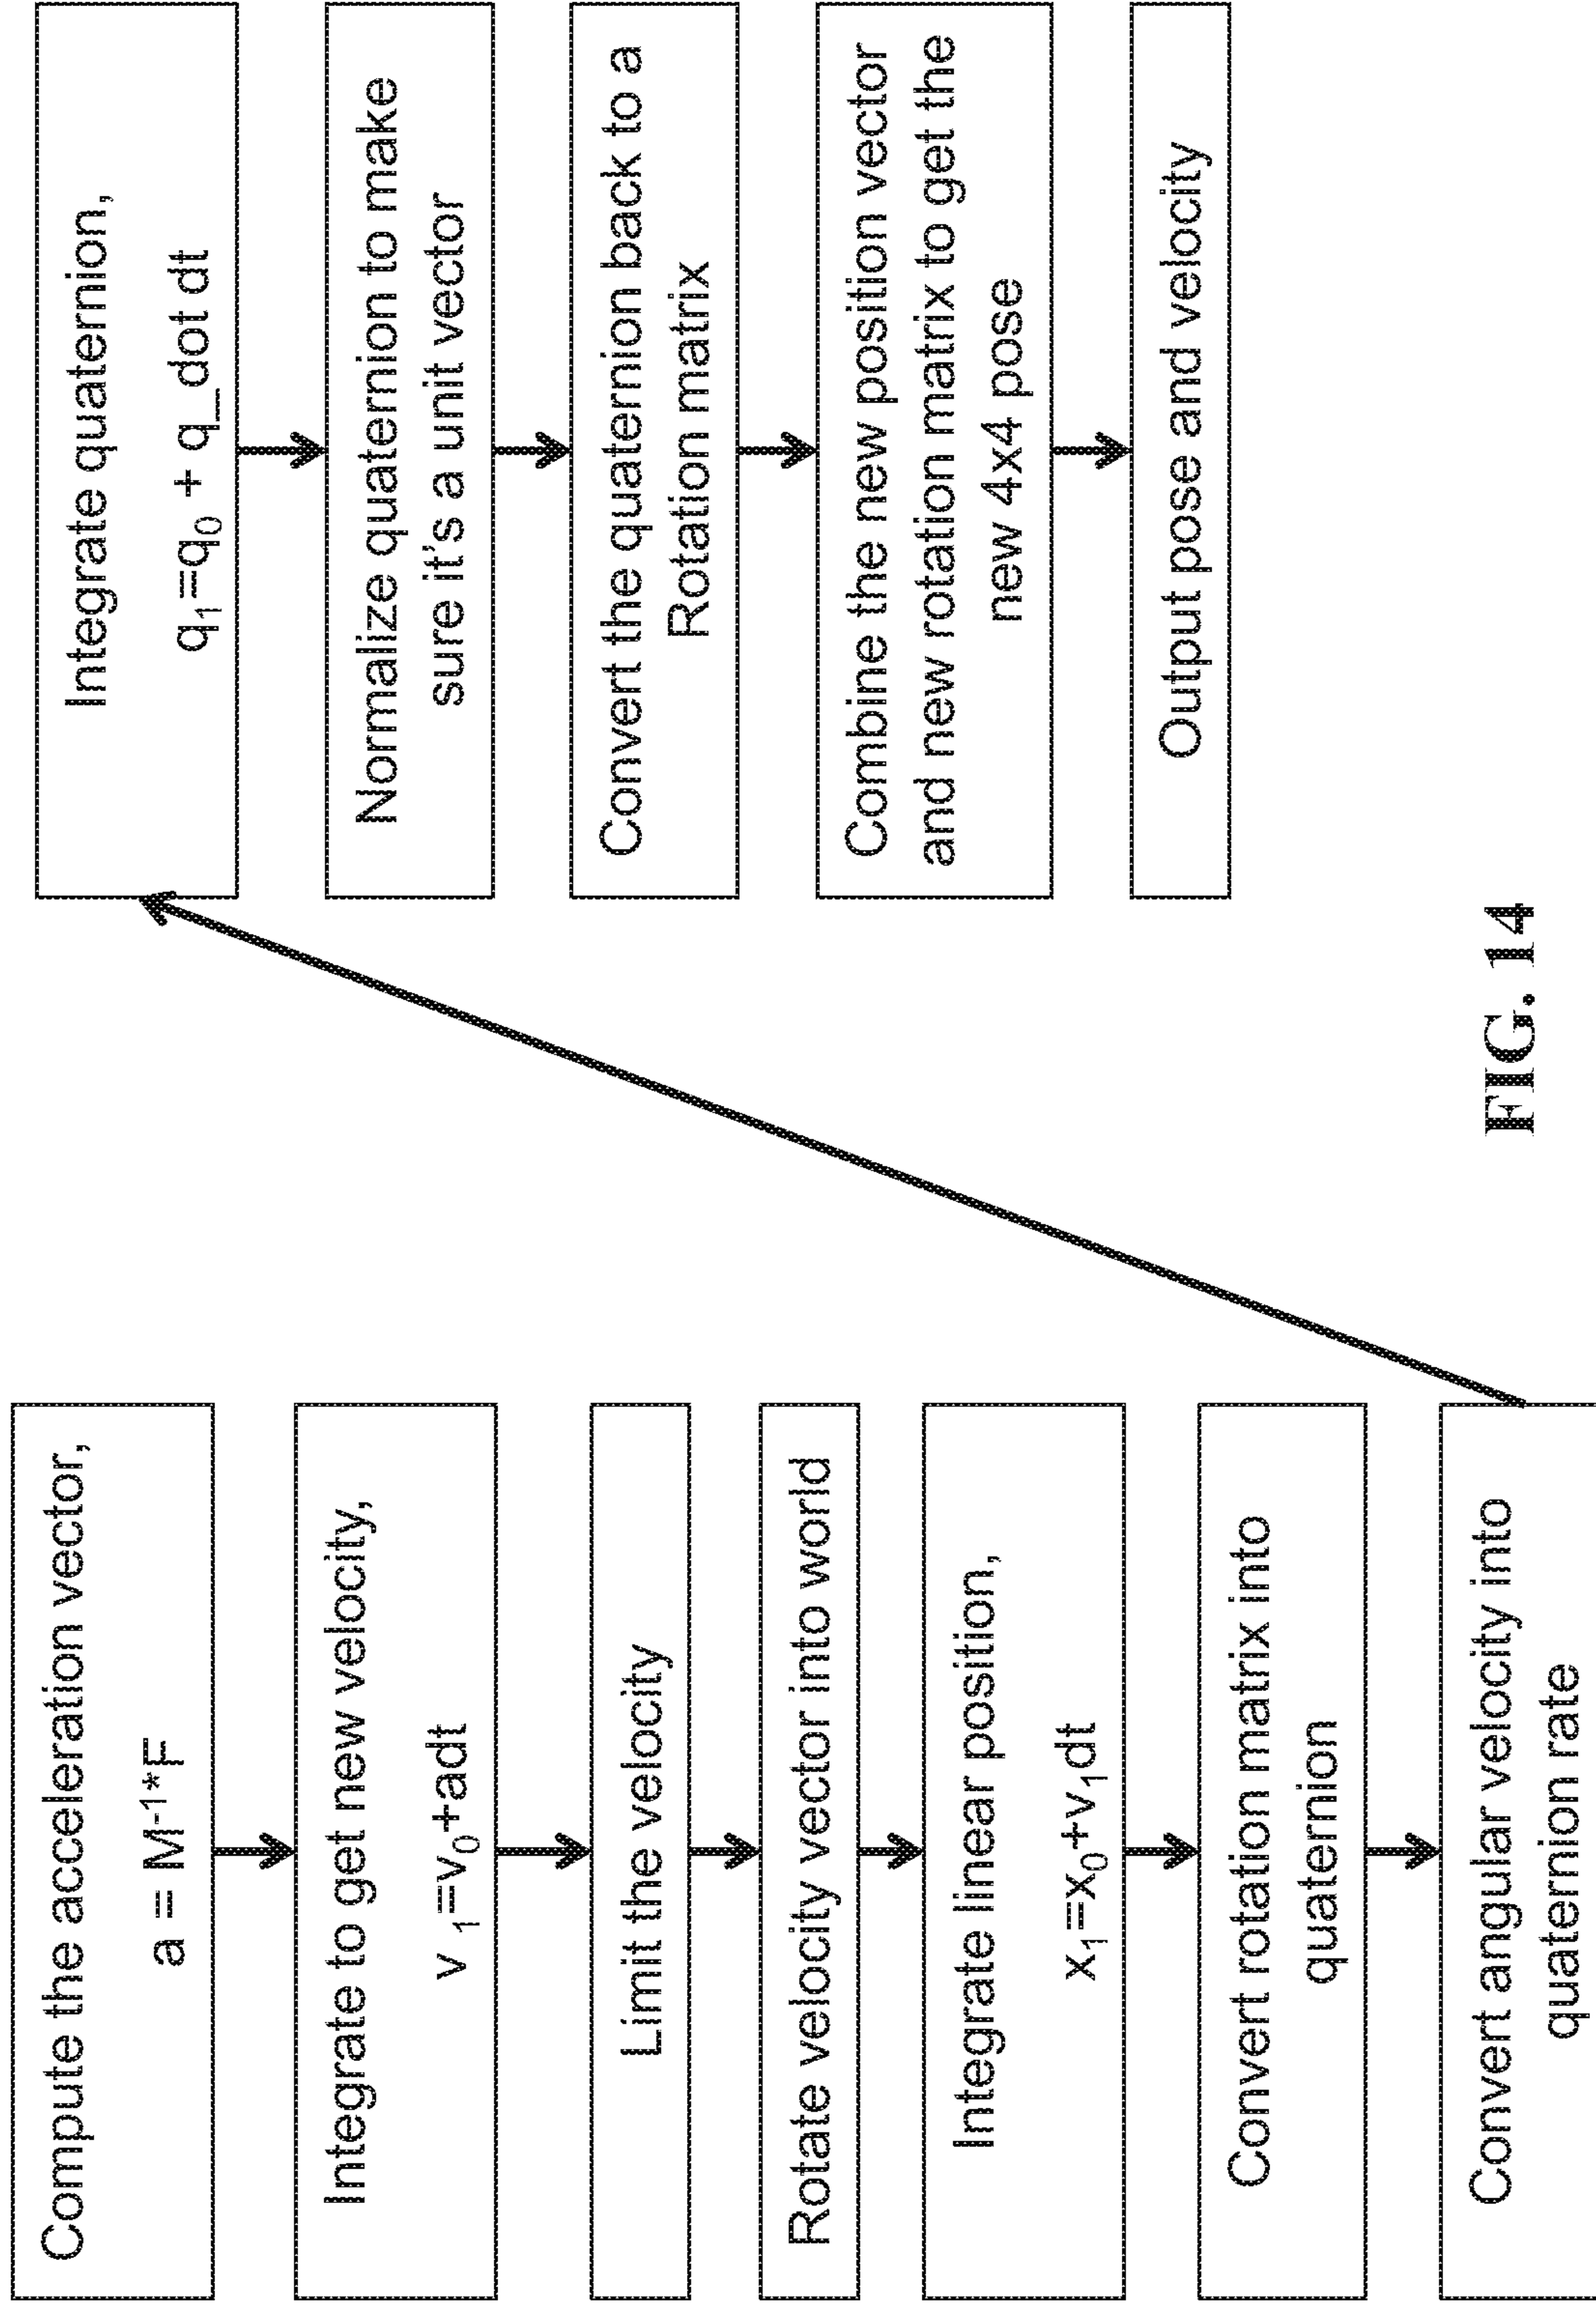 Compute the acceleration vector,
a = M⁻¹*F
Integrate to get new velocity,
v ₁=v₀+adt
Limit the velocity
Rotate velocity vector into world
Integrate linear position,
x₁=x₀+v₁dt
Convert rotation matrix into
quaternion
Convert angular velocity into
quaternion rate
Integrate quaternion,
q₁=q₀ + q_dot dt
Normalize quaternion to make
sure it's a unit vector
Convert the quaternion back to a
Rotation matrix
Combine the new position vector
and new rotation matrix to get the
new 4x4 pose
Output pose and velocity
FIG. 14